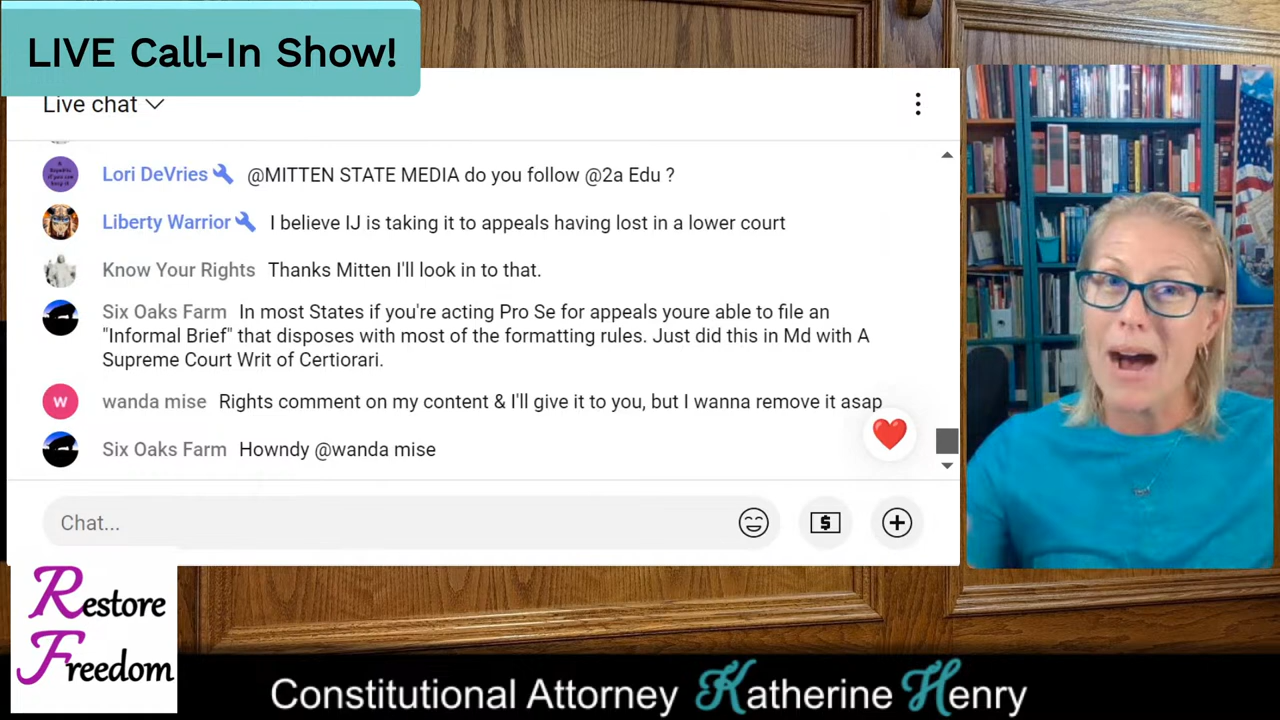 LIVE Call-In Show!
Live chat
Lori DeVries @MITTEN STATE MEDIA do you follow @2a Edu ?
Liberty Warrior I believe IJ is taking it to appeals having lost in a lower court
Know Your Rights Thanks Mitten I'll look in to that.
Six Oaks Farm In most States if you're acting Pro Se for appeals youre able to file an
"Informal Brief" that disposes with most of the formatting rules. Just did this in Md with A
Supreme Court Writ of Certiorari.
W wanda mise Rights comment on my content & I'll give it to you, but I wanna remove it asap
Six Oaks Farm Howndy @wanda mise
Chat...
$
Restore
Freedom
Constitutional Attorney Katherine Henry